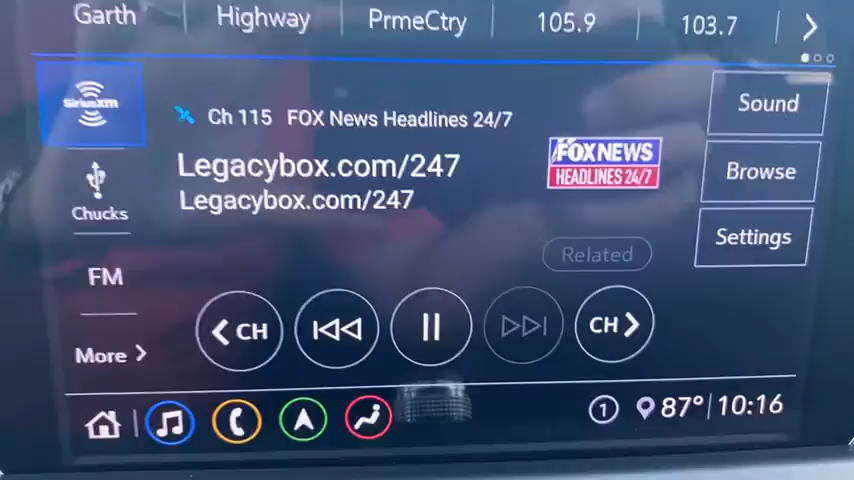 Garth
Highway
PrmeCtry
105.9
103.7
SiriusXM
Ch 115 FOX News Headlines 24/7
Legacybox.com/247
Legacybox.com/247
FOX NEWS
HEADLINES 24/7
Sound
Browse
Settings
Chucks
FM
More
Related
CH
CH
1
87° 10:16